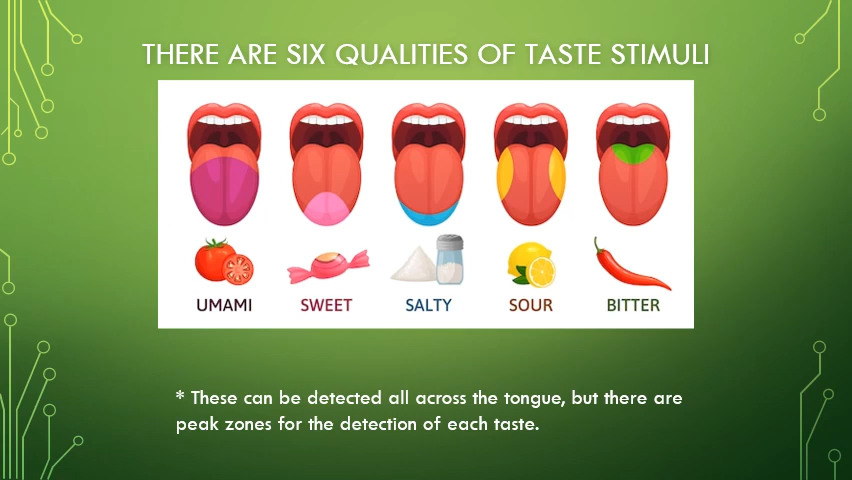 THERE ARE SIX QUALITIES OF TASTE STIMULI
UMAMI SWEET SALTY SOUR BITTER
* These can be detected all across the tongue, but there are
peak zones for the detection of each taste.